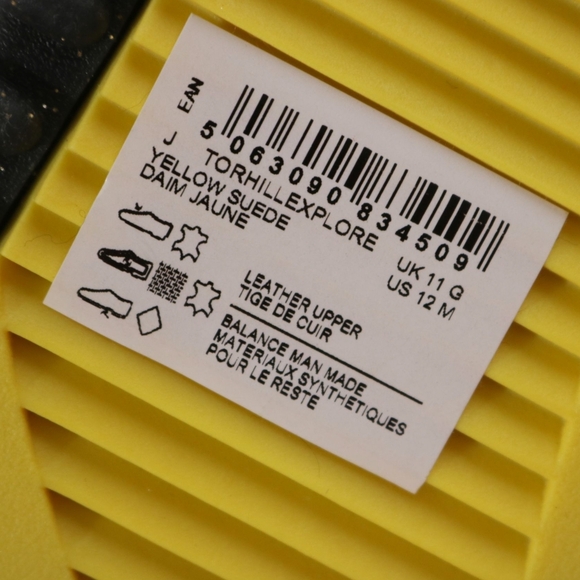 EAN
5 063090 834509
J TORHILLEXPLORE
YELLOW SUEDE
DAIM JAUNE
UK 11 G
US 12 M
LEATHER UPPER
TIGE DE CUIR
BALANCE MAN MADE
MATERIAUX SYNTHETIQUES
POUR LE RESTE